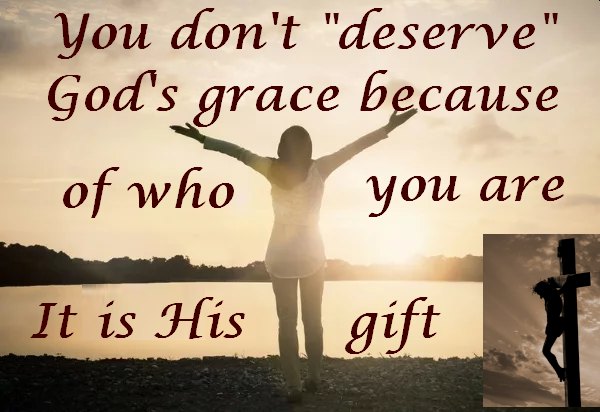 You don't "deserve"
God's grace because
of who you are
It is His gift